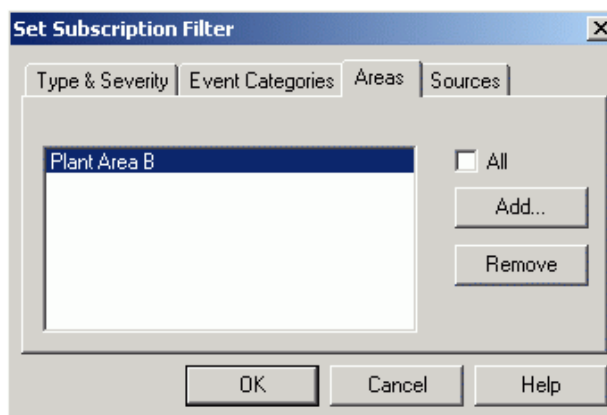 Set Subscription Filter
Type & Severity Event Categories Areas Sources
Plant Area B
All
Add...
Remove
OK Cancel Help